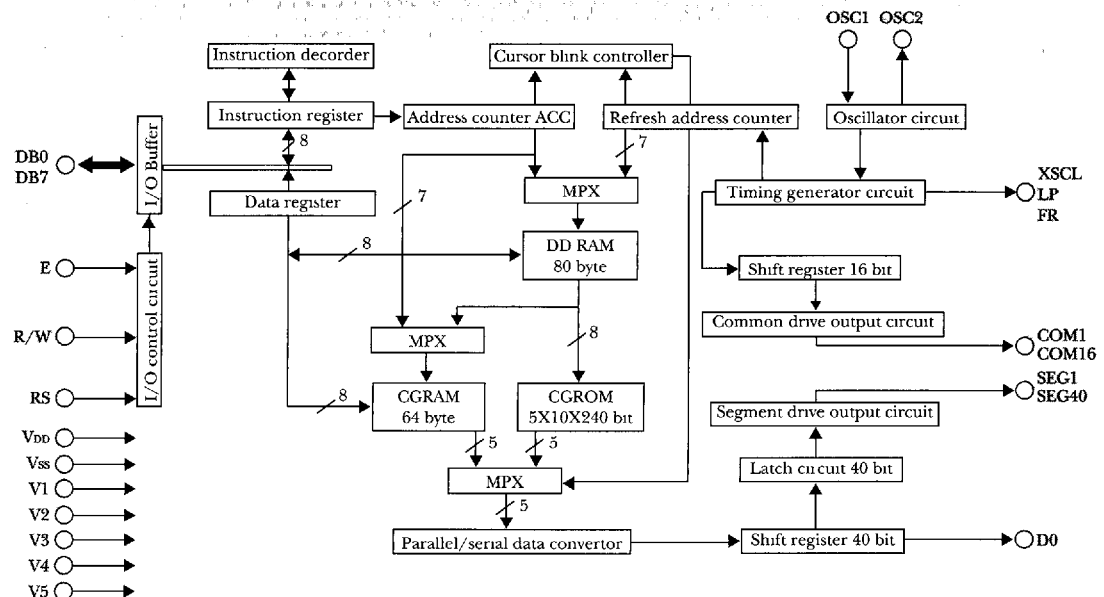 OSC1 OSC2
Instruction decorder
Cursor blink controller
Instruction register
Address counter ACC
Refresh address counter
Oscillator circuit
DB0
DB7
I/O Buffer
8
7
MPX
Timing generator circuit
XSCL
LP
FR
Data register
7
8
DD RAM
80 byte
E
I/O control circuit
Shift register 16 bit
R/W
MPX
8
Common drive output circuit
COM1
COM16
RS
8
CGRAM
64 byte
CGROM
5X10X240 bit
SEG1
SEG40
Segment drive output circuit
VDD
VSS
V1
V2
V3
V4
V5
5
5
MPX
Latch circuit 40 bit
5
Parallel/serial data convertor
Shift register 40 bit
D0